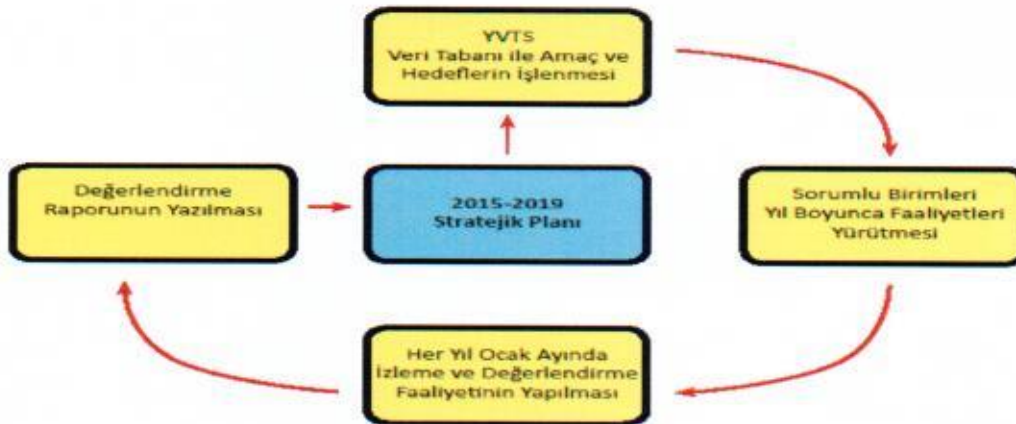 YVTS
Veri Tabanı ile Amaç ve
Hedeflerin İşlenmesi
Değerlendirme
Raporunun Yazılması
2015-2019
Stratejik Planı
Sorumlu Birimleri
Yıl Boyunca Faaliyetleri
Yürütmesi
Her Yıl Ocak Ayında
İzleme ve Değerlendirme
Faaliyetinin Yapılması